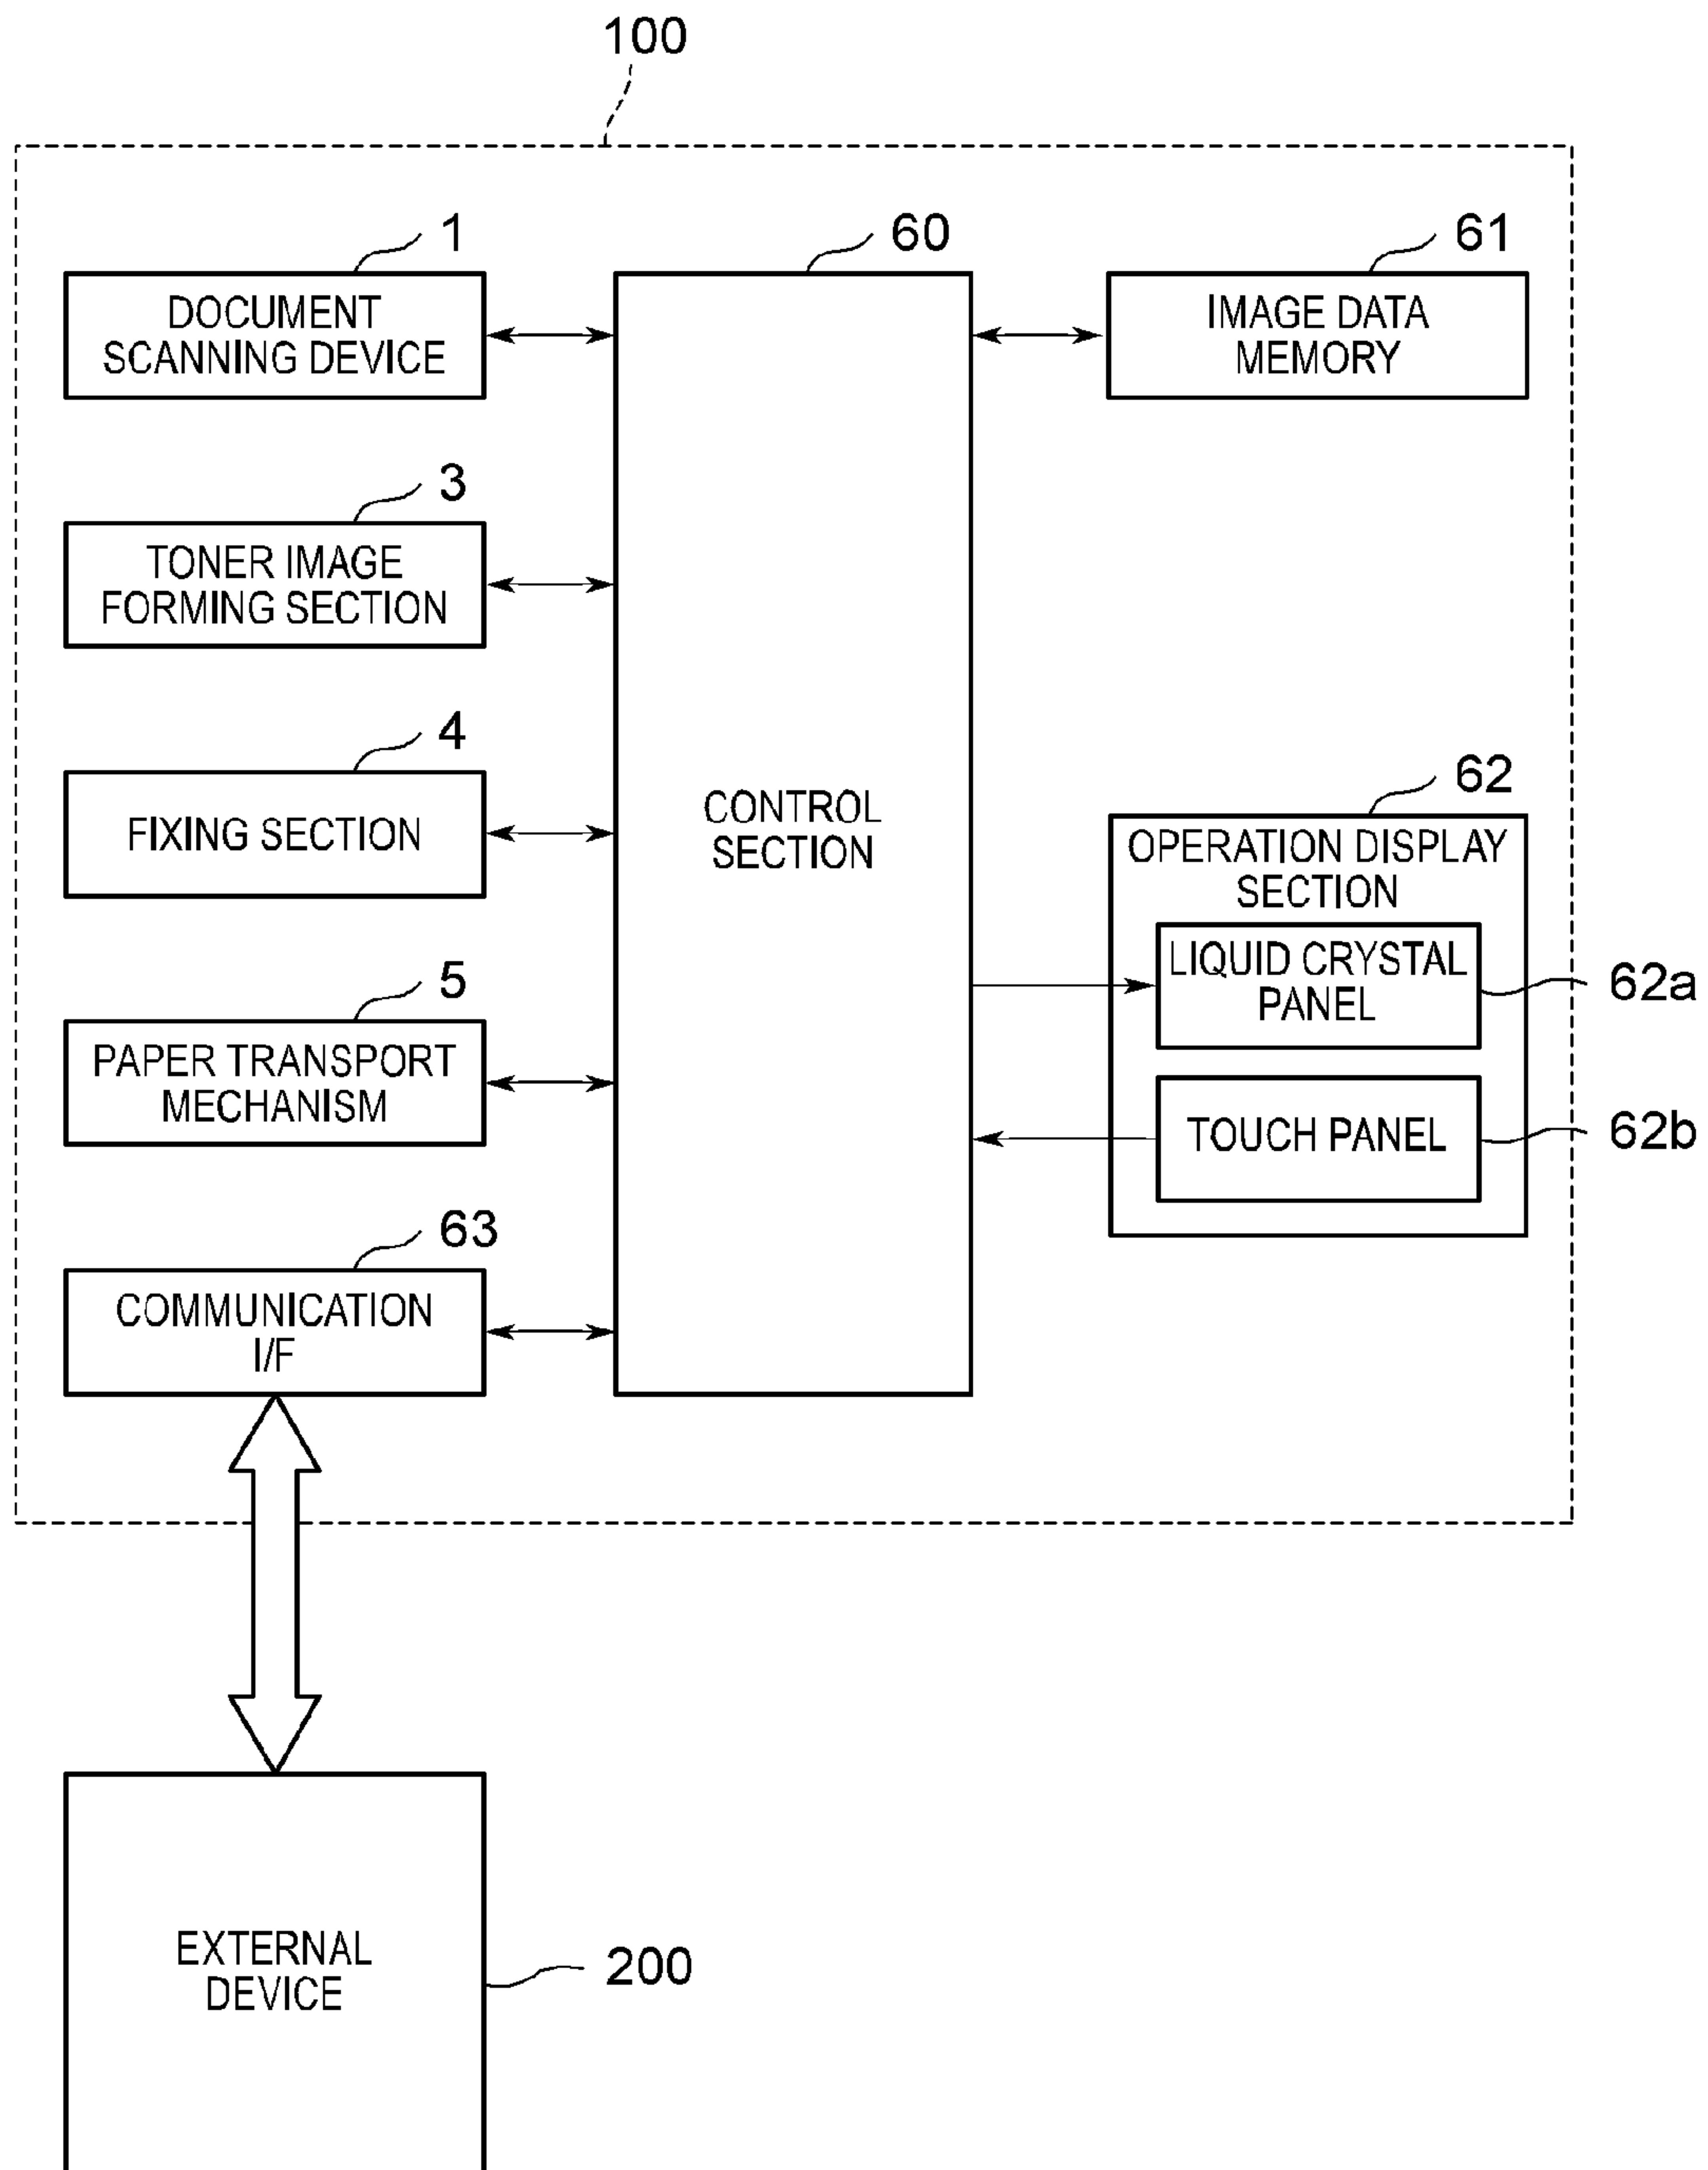 100
1
DOCUMENT
SCANNING DEVICE
60
61
IMAGE DATA
MEMORY
3
TONER IMAGE
FORMING SECTION
4
FIXING SECTION
CONTROL
SECTION
62
OPERATION DISPLAY
SECTION
LIQUID CRYSTAL
PANEL
62a
5
PAPER TRANSPORT
MECHANISM
TOUCH PANEL
62b
63
COMMUNICATION
I/F
EXTERNAL
DEVICE
200